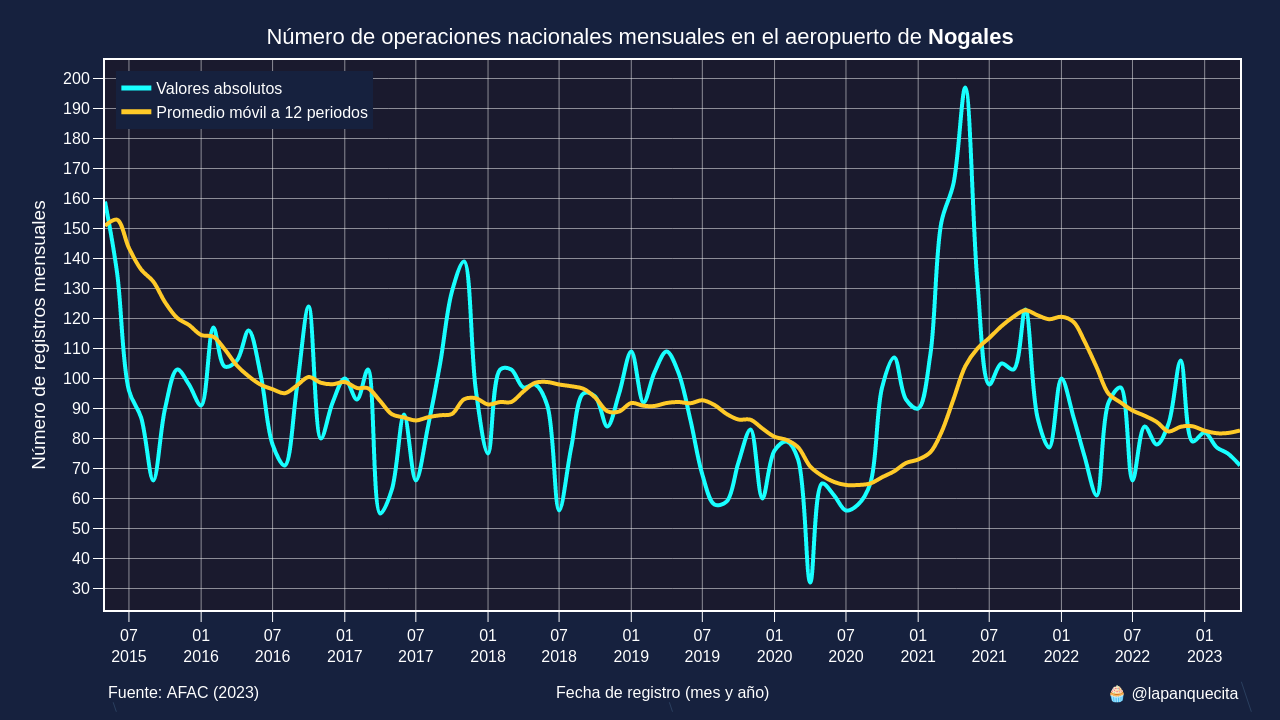 Número de operaciones nacionales mensuales en el aeropuerto de Nogales
Valores absolutos
Promedio móvil a 12 periodos
Número de registros mensuales
200
190
180
170
160
150
140
130
120
110
100
90
80
70
60
50
40
30
07 01 07 01 07 01 07 01 07 01 07 01 07 01 07 01
2015 2016 2016 2017 2017 2018 2018 2019 2019 2020 2020 2021 2021 2022 2022 2023
Fuente: AFAC (2023) Fecha de registro (mes y año) 🧁 @lapanquecita